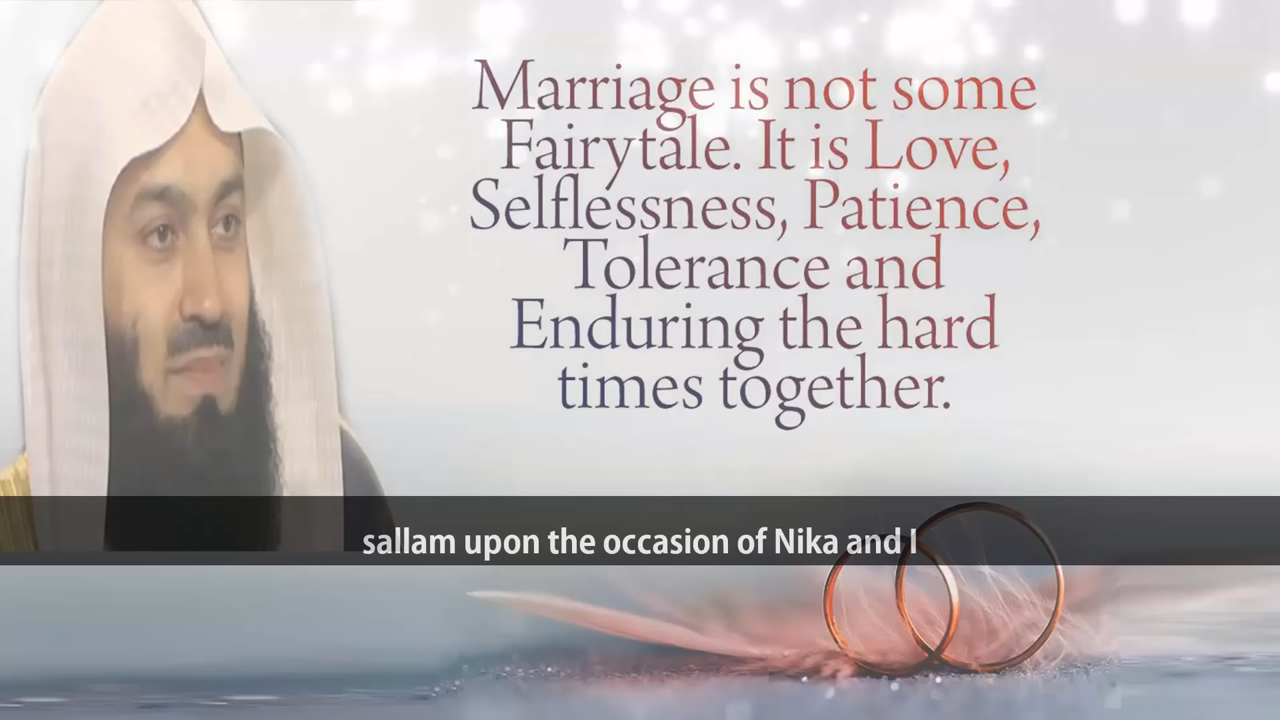 Marriage is not some
Fairytale. It is Love,
Selflessness, Patience,
Tolerance and
Enduring the hard
times together.
sallam upon the occasion of Nika and I